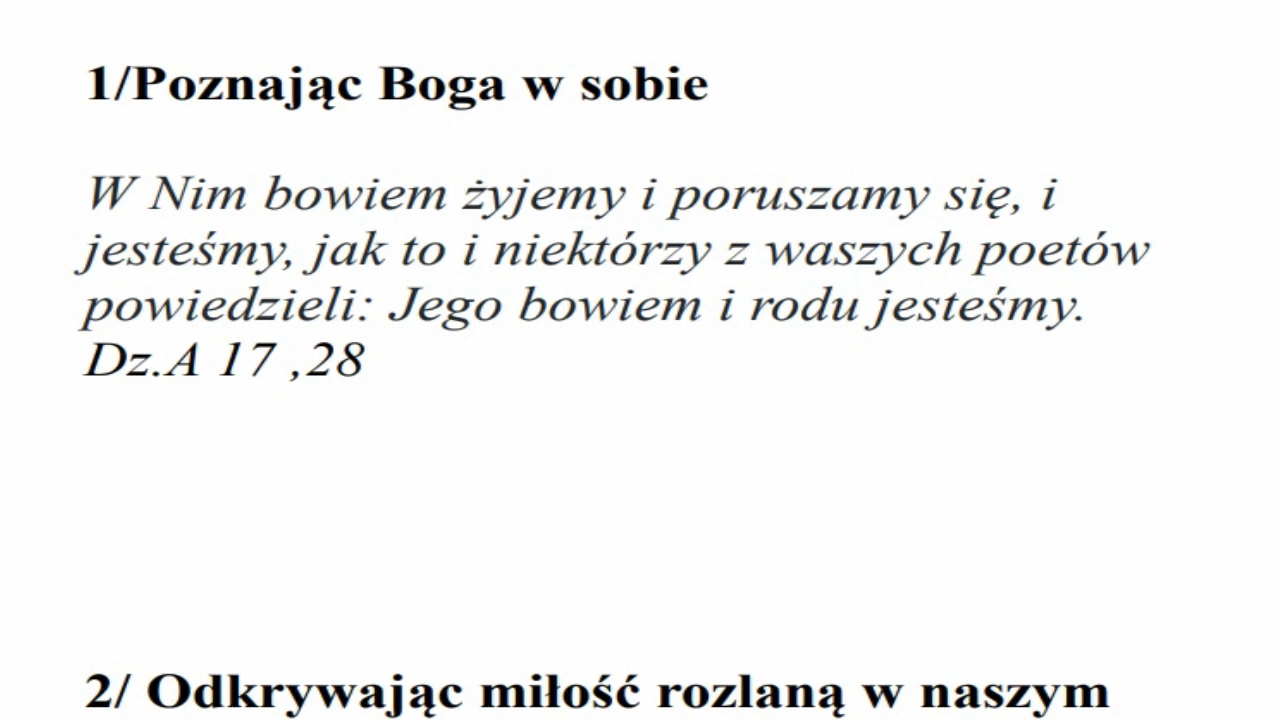 1/Poznając Boga w sobie
W Nim bowiem żyjemy i poruszamy się, i
jesteśmy, jak to i niektórzy z waszych poetów
powiedzieli: Jego bowiem i rodu jesteśmy.
Dz.A 17 ,28
2/ Odkrywając miłość rozlaną w naszym